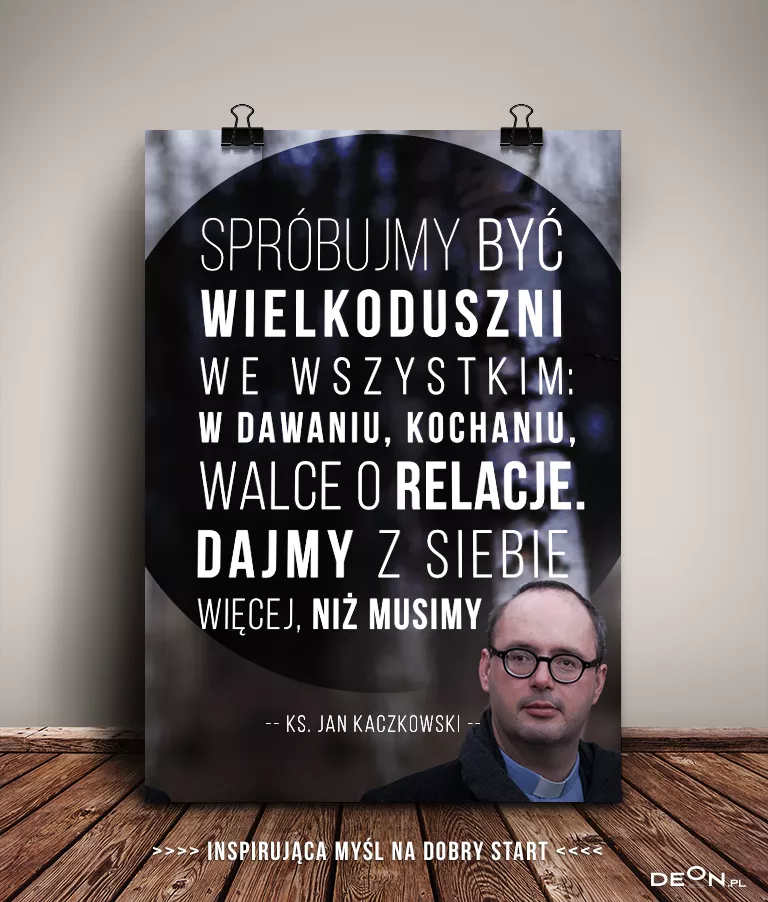 SPRÓBUJMY BYĆ
WIELKODUSZNI
WE WSZYSTKIM:
W DAWANIU, KOCHANIU,
WALCE O RELACJE.
DAJMY Z SIEBIE
WIĘCEJ, NIŻ MUSIMY
-- KS. JAN KACZKOWSKI --
>>>> INSPIRUJĄCA MYŚL NA DOBRY START <<<<
DEON.PL